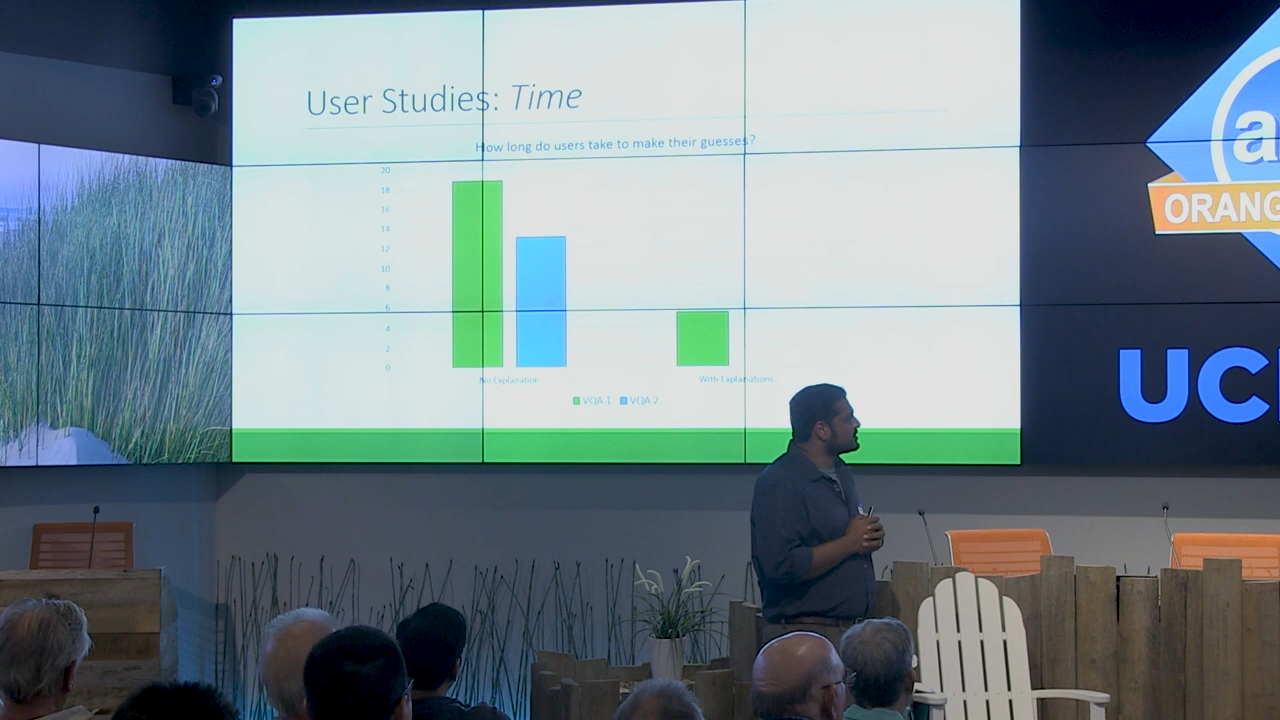 User Studies: Time
How long do users take to make their guesses?
20
18
16
14
12
10
8
6
4
2
0
No Explanation
With Explanations
VQA 1
VQA 2
a
ORANG
UC